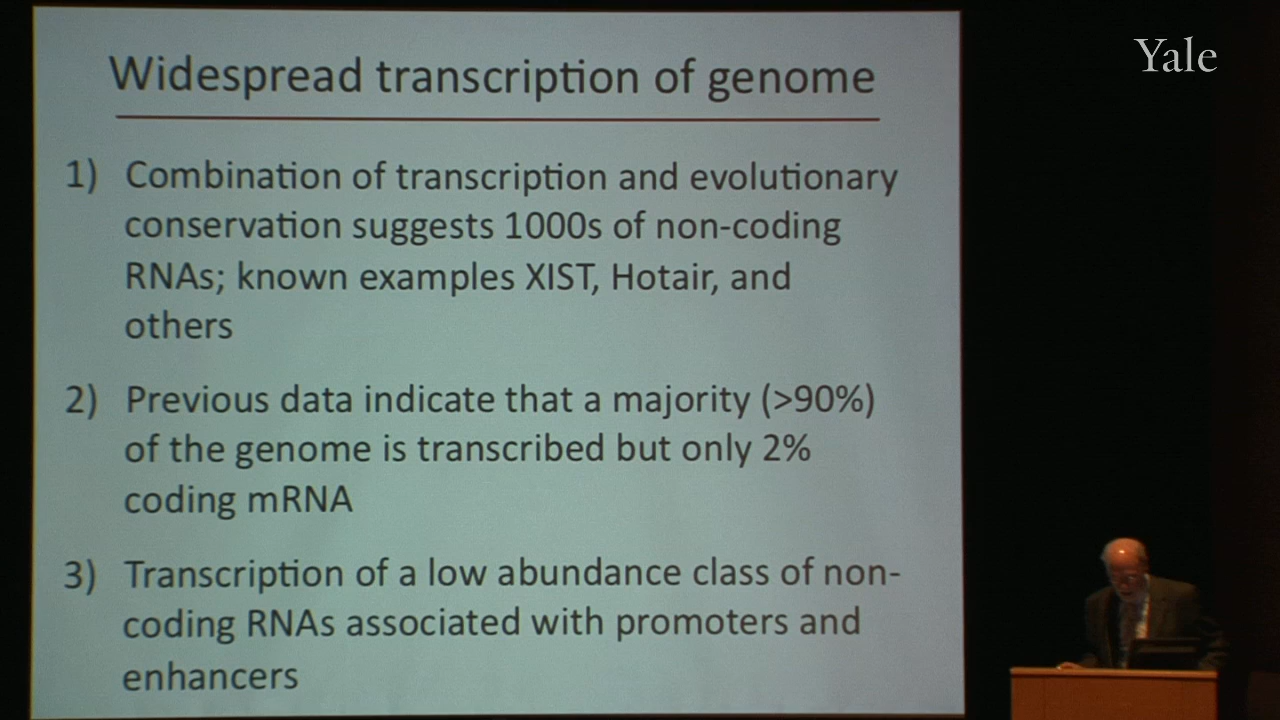 Yale
Widespread transcription of genome
1) Combination of transcription and evolutionary
conservation suggests 1000s of non-coding
RNAs; known examples XIST, Hotair, and
others
2) Previous data indicate that a majority (>90%)
of the genome is transcribed but only 2%
coding mRNA
3) Transcription of a low abundance class of non-
coding RNAs associated with promoters and
enhancers